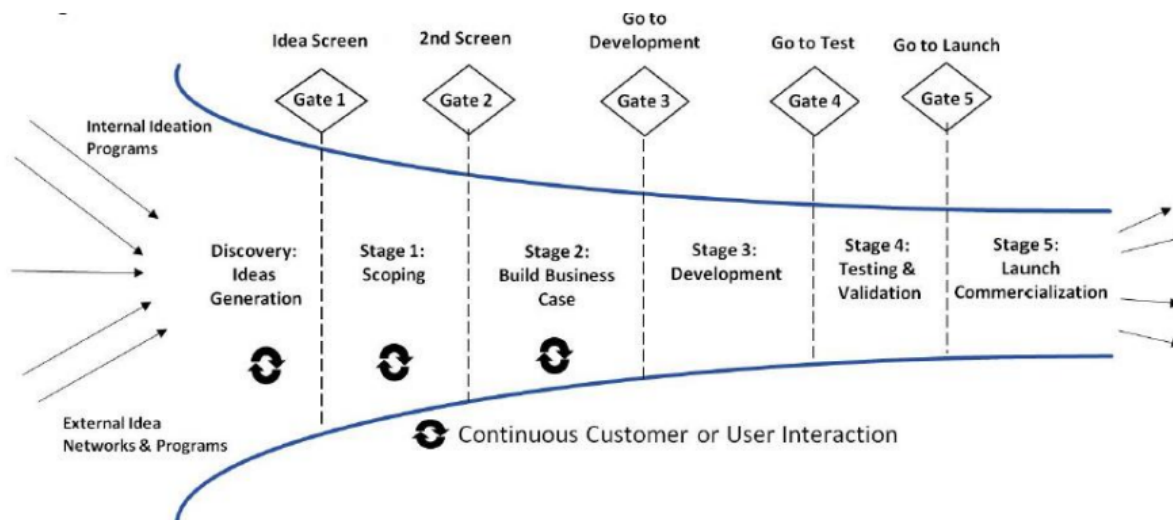 Idea Screen
2nd Screen
Go to
Development
Go to Test
Go to Launch
Gate 1
Gate 2
Gate 3
Gate 4
Gate 5
Internal Ideation
Programs
Discovery:
Ideas
Generation
Stage 1:
Scoping
Stage 2:
Build Business
Case
Stage 3:
Development
Stage 4:
Testing &
Validation
Stage 5:
Launch
Commercialization
External Idea
Networks & Programs
Continuous Customer or User Interaction